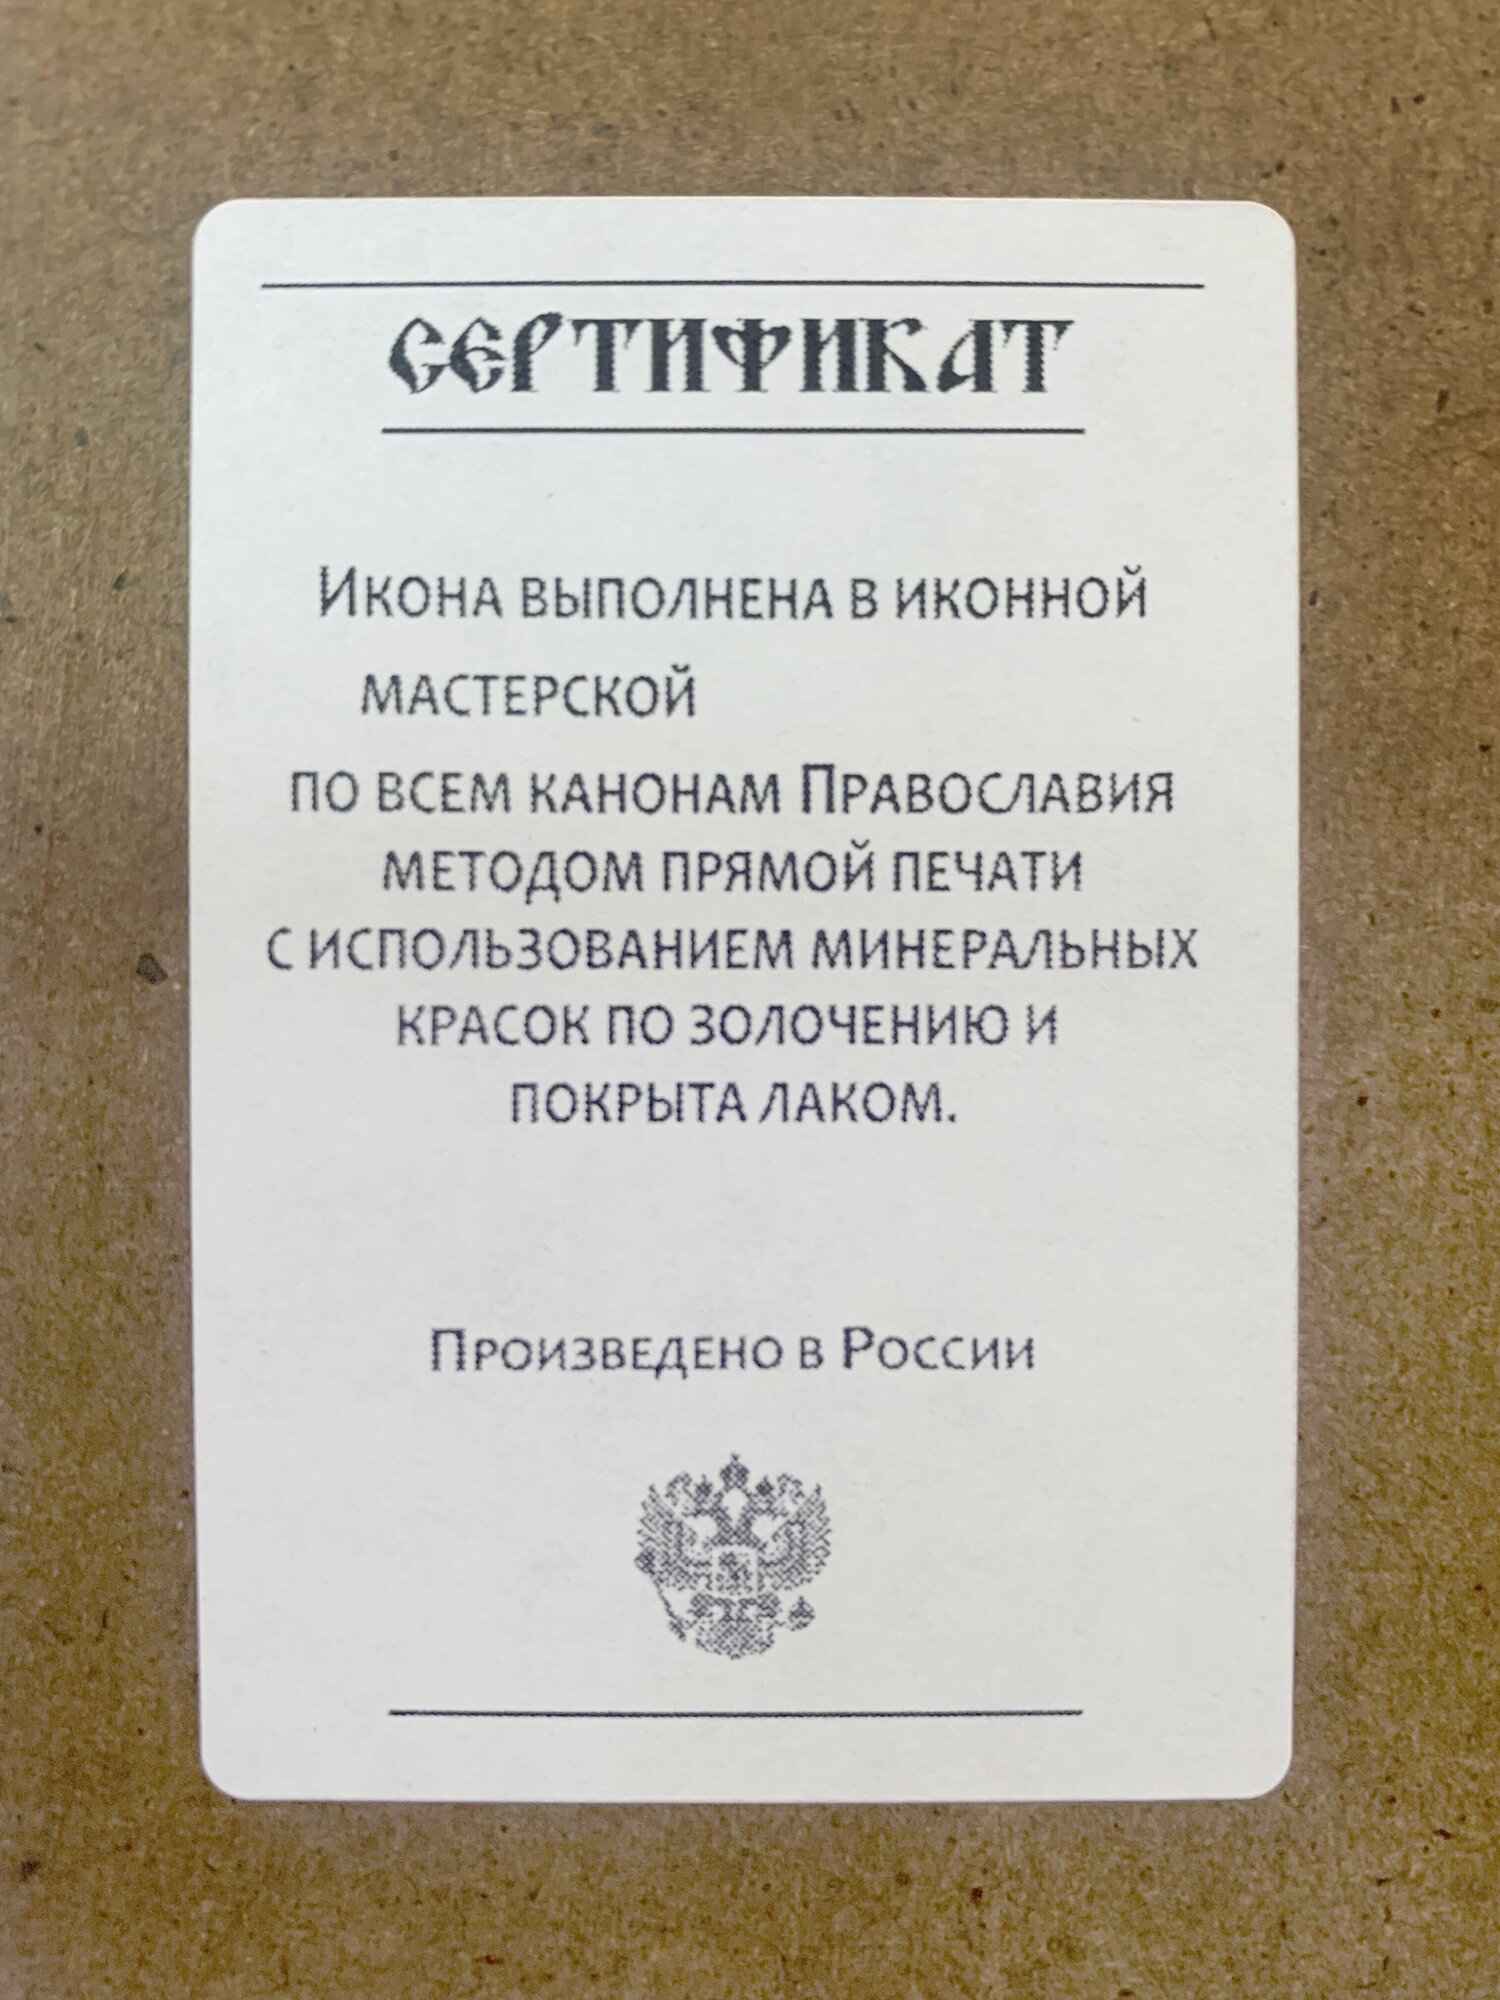 СЕРТИФИКАТ
Икона выполнена в иконной
мастерской
по всем канонам Православия
методом прямой печати
с использованием минеральных
красок по золочению и
покрыта лаком.
Произведено в России